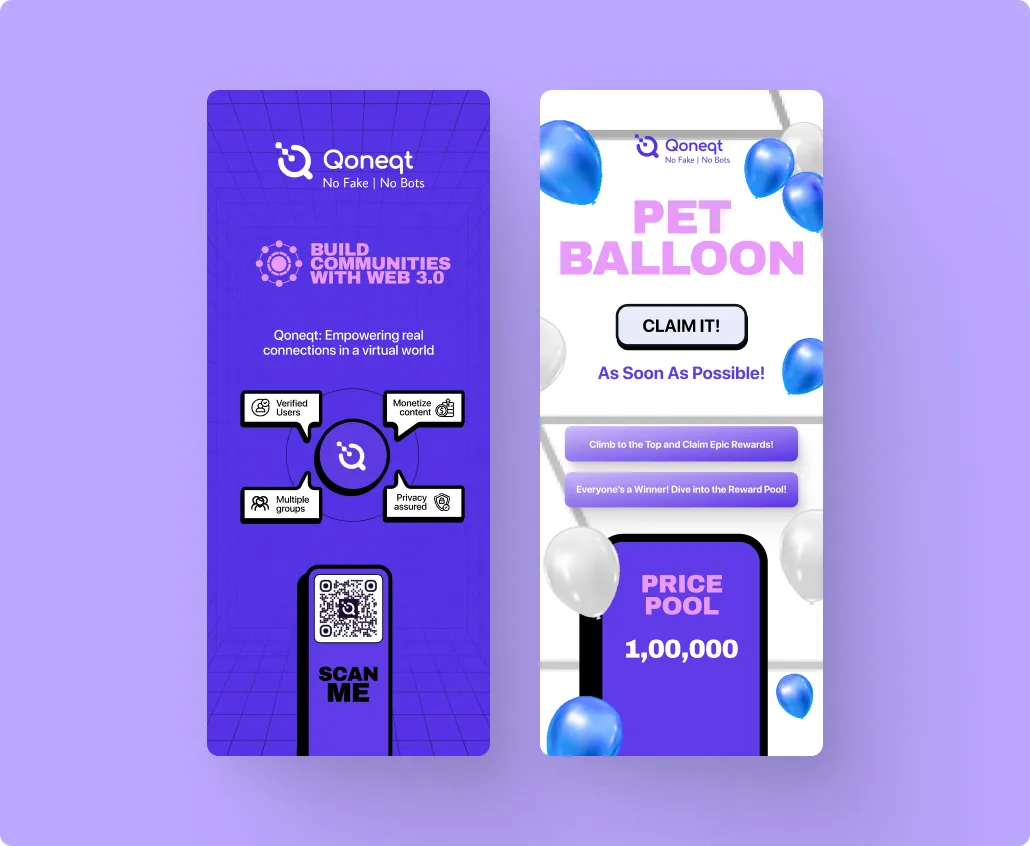 Qoneqt
No Fake | No Bots
BUILD
COMMUNITIES
WITH WEB 3.0
Qoneqt: Empowering real
connections in a virtual world
Verified
Users
Monetize
content
Multiple
groups
Privacy
assured
SCAN
ME
Qoneqt
No Fake | No Bots
PET
BALLOON
CLAIM IT!
As Soon As Possible!
Climb to the Top and Claim Epic Rewards!
Everyone's a Winner! Dive into the Reward Pool!
PRICE
POOL
1,00,000